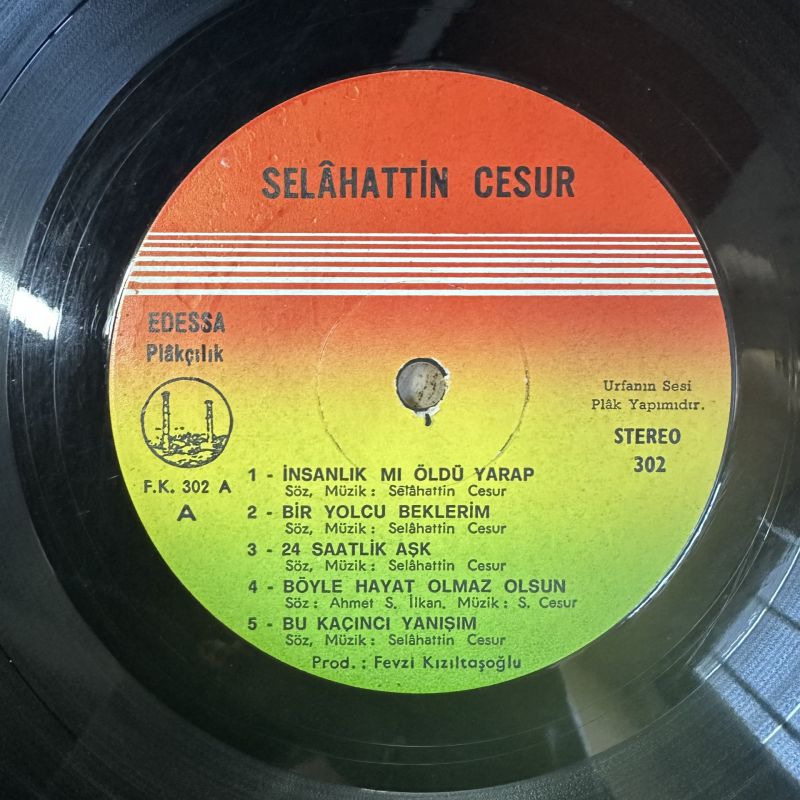 SELÂHATTİN CESUR
EDESSA
Plâkçılık
F.K. 302 A
A
Urfanın Sesi
Plâk Yapımıdır.
STEREO
302
1 - İNSANLIK MI ÖLDÜ YARAP
Söz, Müzik : Selâhattin Cesur
2 - BİR YOLCU BEKLERİM
Söz, Müzik : Selâhattin Cesur
3 - 24 SAATLİK AŞK
Söz, Müzik : Selâhattin Cesur
4 - BÖYLE HAYAT OLMAZ OLSUN
Söz : Ahmet S. İlkan. Müzik : S. Cesur
5 - BU KAÇINCI YANIŞIM
Söz, Müzik : Selâhattin Cesur
Prod. : Fevzi Kızıltaşoğlu